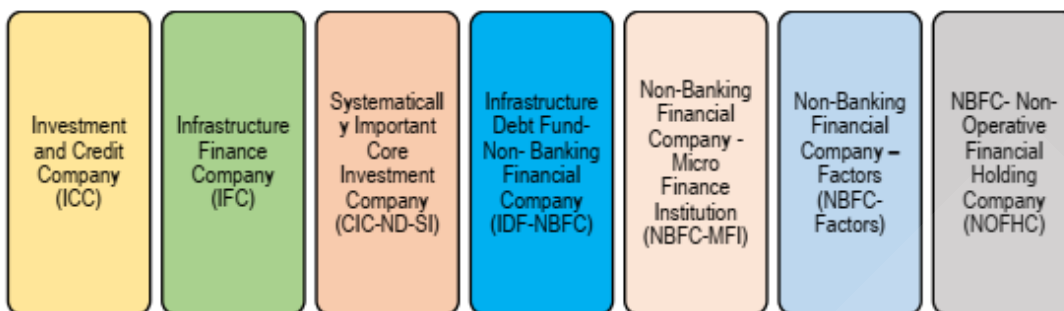 Investment
and Credit
Company
(ICC)
Infrastructure
Finance
Company
(IFC)
Systematicall
y Important
Core
Investment
Company
(CIC-ND-SI)
Infrastructure
Debt Fund-
Non- Banking
Financial
Company
(IDF-NBFC)
Non-Banking
Financial
Company -
Micro
Finance
Institution
(NBFC-MFI)
Non-Banking
Financial
Company –
Factors
(NBFC-
Factors)
NBFC- Non-
Operative
Financial
Holding
Company
(NOFHC)